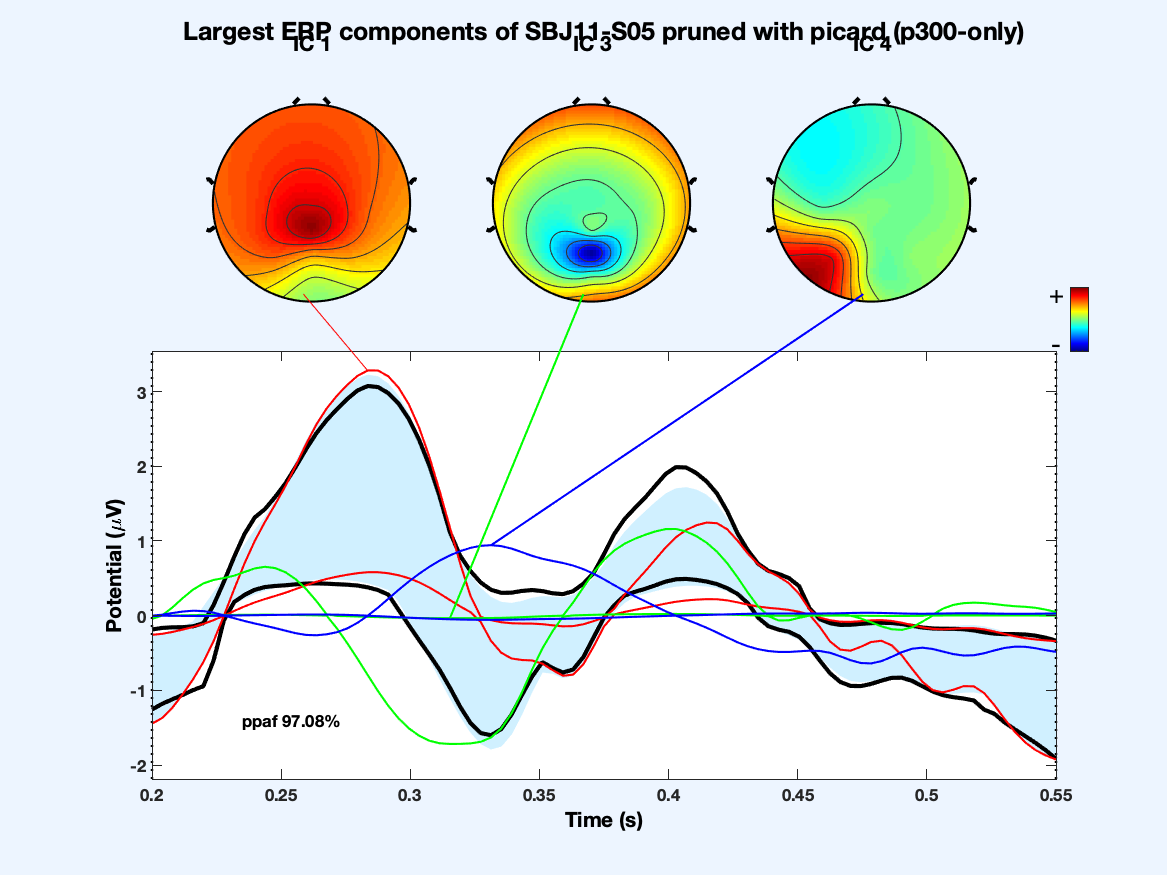 Largest ERP components of SBJ11-S05 pruned with picard (p300-only)
IC 1 IC 3 IC 4
+
-
3
2
1
0
-1
-2
Potential (μV)
ppaf 97.08%
0.2 0.25 0.3 0.35 0.4 0.45 0.5 0.55
Time (s)